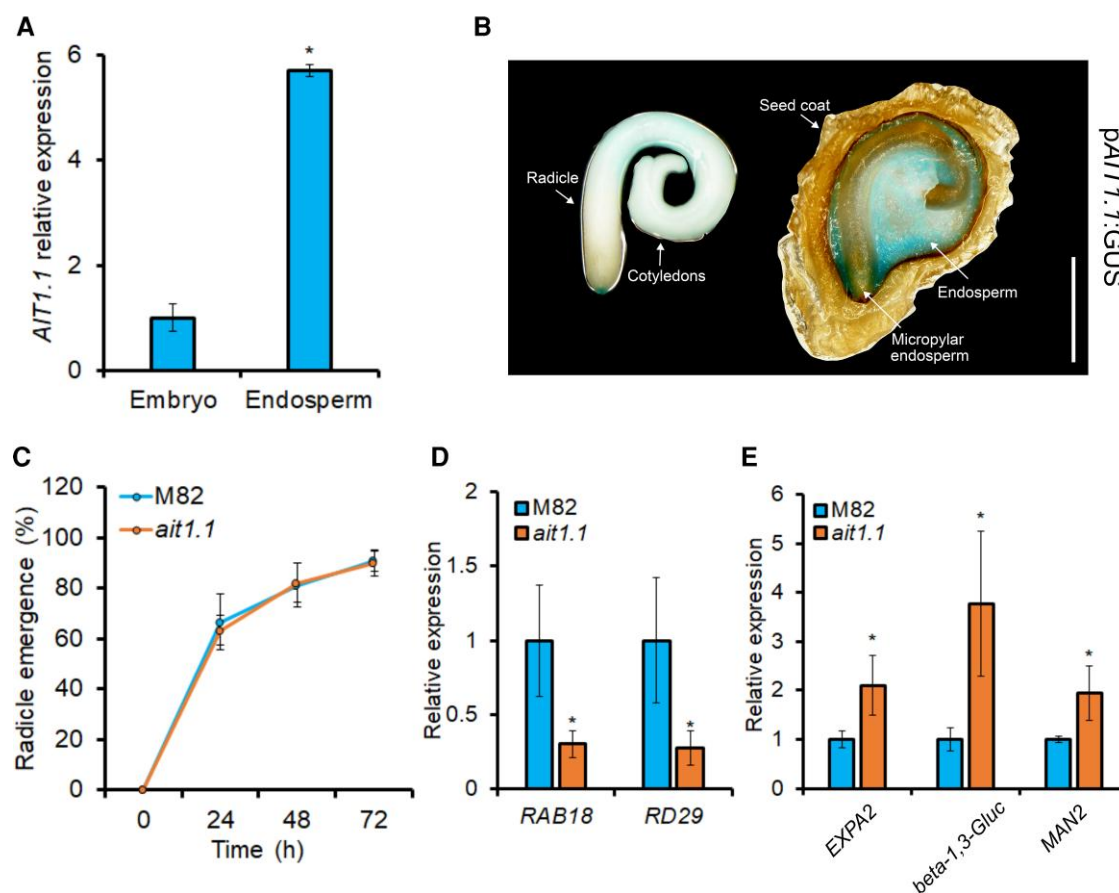 A
AIT1.1 relative expression
6
4
2
0
*
Embryo
Endosperm
B
Seed coat
Radicle
Cotyledons
Endosperm
Micropylar
endosperm
pAIT1.1:GUS
C
Radicle emergence (%)
120
100
80
60
40
20
0
M82
ait1.1
0
24
48
72
Time (h)
D
Relative expression
2
1.5
1
0.5
0
M82
ait1.1
*
*
RAB18
RD29
E
Relative expression
6
5
4
3
2
1
0
M82
ait1.1
*
*
*
EXPA2
beta-1,3-Gluc
MAN2